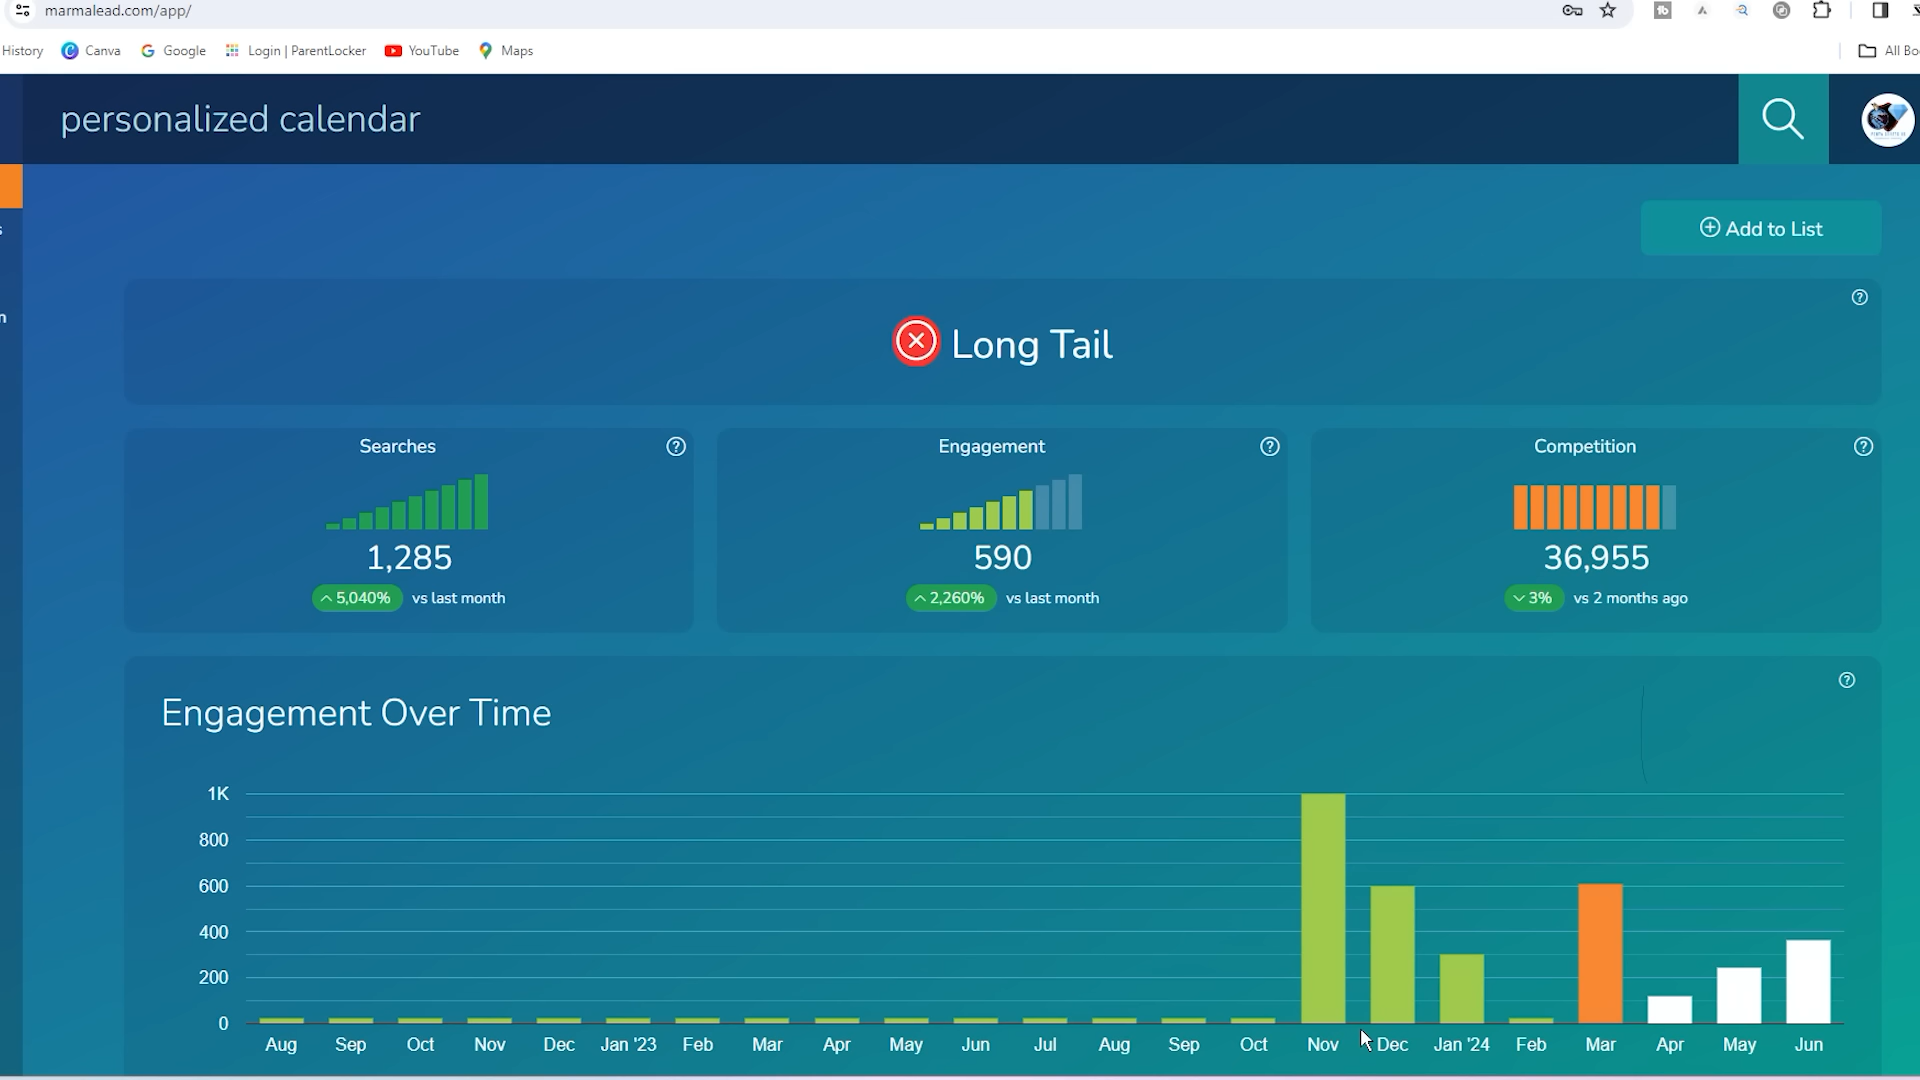 marmalead.com/app/
History Canva Google Login | ParentLocker YouTube Maps All Bo
personalized calendar
Add to List
Long Tail
Searches
1,285
5,040% vs last month
Engagement
590
2,260% vs last month
Competition
36,955
3% vs 2 months ago
Engagement Over Time
1K
800
600
400
200
0
Aug Sep Oct Nov Dec Jan '23 Feb Mar Apr May Jun Jul Aug Sep Oct Nov Dec Jan '24 Feb Mar Apr May Jun